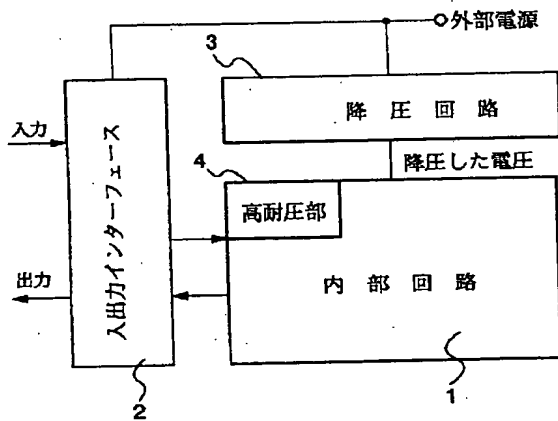 外部電源
3
降圧回路
入力
降圧した電圧
4
高耐圧部
入出力インターフェース
内部回路
出力
2
1